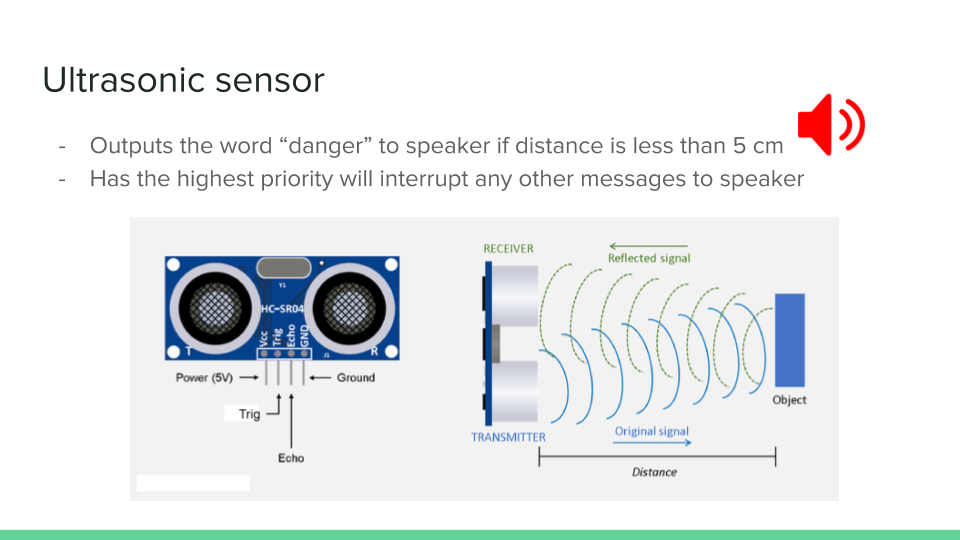 Ultrasonic sensor
- Outputs the word “danger” to speaker if distance is less than 5 cm
- Has the highest priority will interrupt any other messages to speaker
Y1
HC-SR04
Vcc
Trig
Echo
GND
T
J1
R
Power (5V)
Ground
Trig
Echo
RECEIVER
Reflected signal
Object
Original signal
TRANSMITTER
Distance